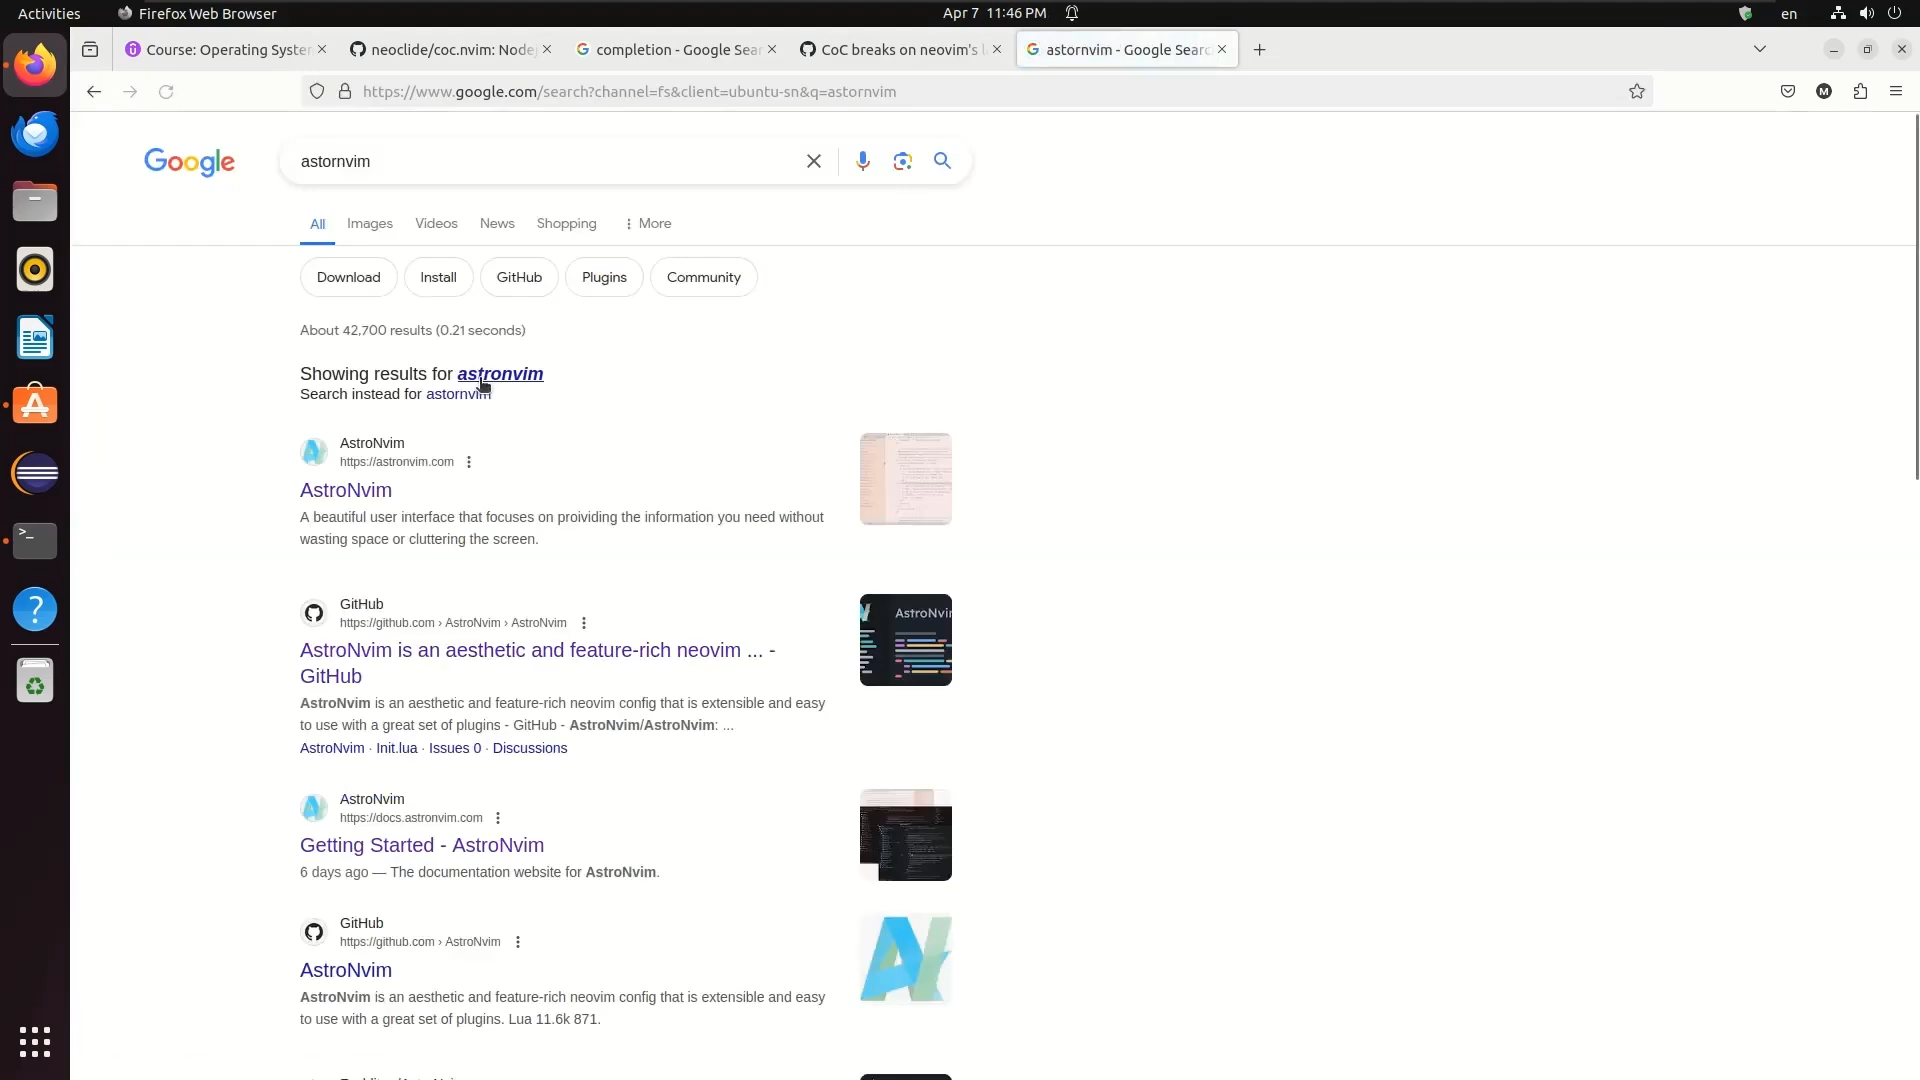 Activities
Firefox Web Browser
Apr 7 11:46 PM
en
Course: Operating System
neoclide/coc.nvim: Node
completion - Google Sear
CoC breaks on neovim's l
astornvim - Google Searc
https://www.google.com/search?channel=fs&client=ubuntu-sn&q=astornvim
M
Google
astornvim
All
Images
Videos
News
Shopping
More
Download
Install
GitHub
Plugins
Community
About 42,700 results (0.21 seconds)
Showing results for astronvim
Search instead for astornvim
AstroNvim
https://astronvim.com
AstroNvim
A beautiful user interface that focuses on proividing the information you need without
wasting space or cluttering the screen.
GitHub
https://github.com › AstroNvim › AstroNvim
AstroNvim is an aesthetic and feature-rich neovim ... -
GitHub
AstroNvim is an aesthetic and feature-rich neovim config that is extensible and easy
to use with a great set of plugins - GitHub - AstroNvim/AstroNvim: ...
AstroNvim · Init.lua · Issues 0 · Discussions
AstroNvim
AstroNvim
https://docs.astronvim.com
Getting Started - AstroNvim
6 days ago — The documentation website for AstroNvim.
GitHub
https://github.com › AstroNvim
AstroNvim
AstroNvim is an aesthetic and feature-rich neovim config that is extensible and easy
to use with a great set of plugins. Lua 11.6k 871.